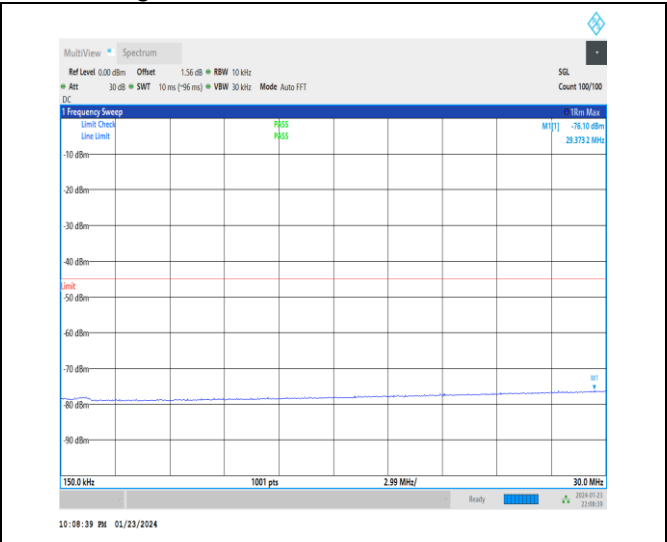 MultiView Spectrum
Ref Level 0.00 dBm Offset 1.56 dB RBW 10 kHz SGL
Att 30 dB SWT 10 ms (~96 ms) VBW 30 kHz Mode Auto FFT Count 100/100
DC
1 Frequency Sweep 1Rm Max
Limit Check PASS M1[1] -76.10 dBm
Line Limit PASS 29.373 2 MHz
-10 dBm
-20 dBm
-30 dBm
-40 dBm
Limit
-50 dBm
-60 dBm
-70 dBm
M1
-80 dBm
-90 dBm
150.0 kHz 1001 pts 2.99 MHz/ 30.0 MHz
Ready 2024-01-23
22:08:39
10:08:39 PM 01/23/2024